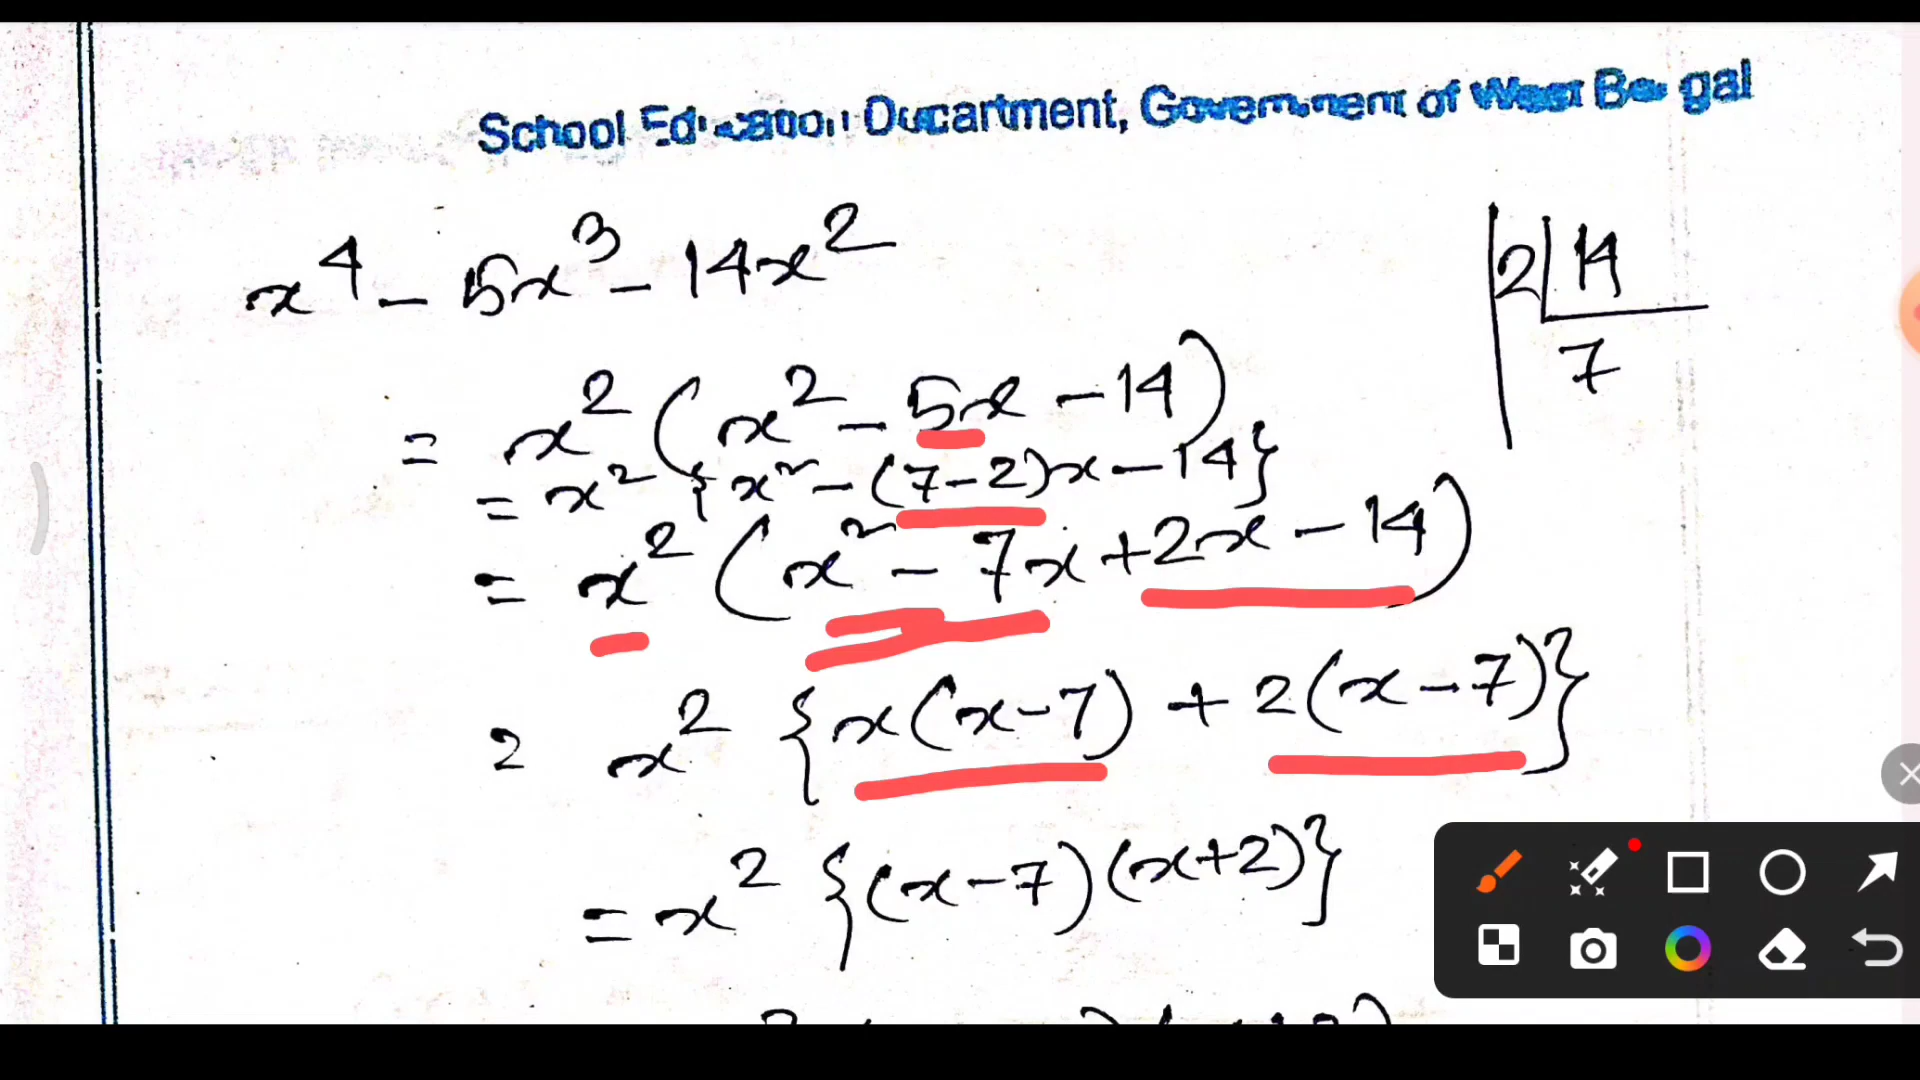 School Education Department, Government of West Bengal
x⁴ - 5x³ - 14x²
2 | 14
7
= x² (x² - 5x - 14)
= x² {x² - (7-2)x - 14}
= x² (x² - 7x + 2x - 14)
= x² {x(x-7) + 2(x-7)}
= x² {(x-7)(x+2)}